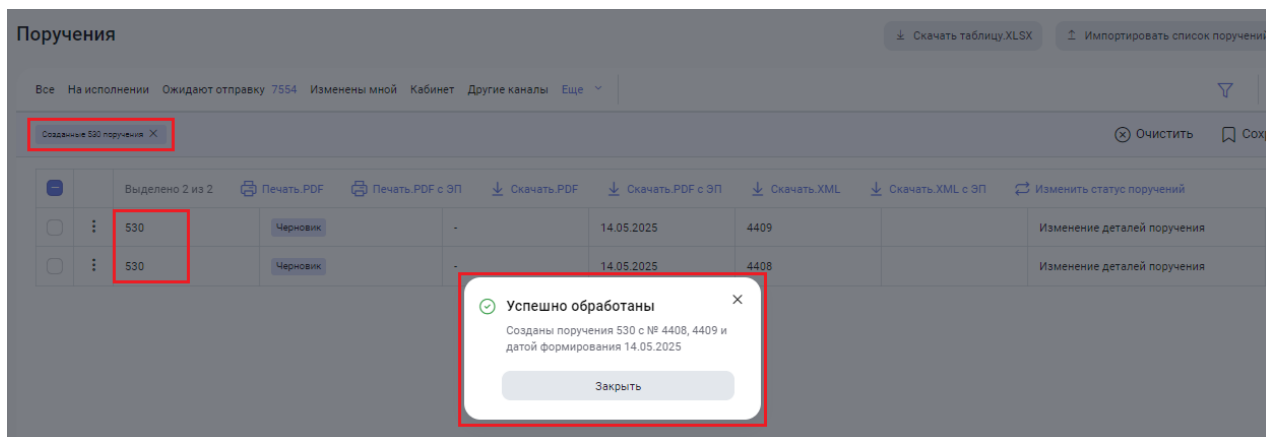 Поручения
Скачать таблицу.XLSX
Импортировать список поручений
Все На исполнении Ожидают отправку 7554 Изменены мной Кабинет Другие каналы Еще
Созданные 530 поручения
Очистить
Выделено 2 из 2 Печать.PDF Печать.PDF с ЭП Скачать.PDF Скачать.PDF с ЭП Скачать.XML Скачать.XML с ЭП Изменить статус поручений
530 Черновик - 14.05.2025 4409 Изменение деталей поручения
530 Черновик - 14.05.2025 4408 Изменение деталей поручения
Успешно обработаны
Созданы поручения 530 с № 4408, 4409 и
датой формирования 14.05.2025
Закрыть